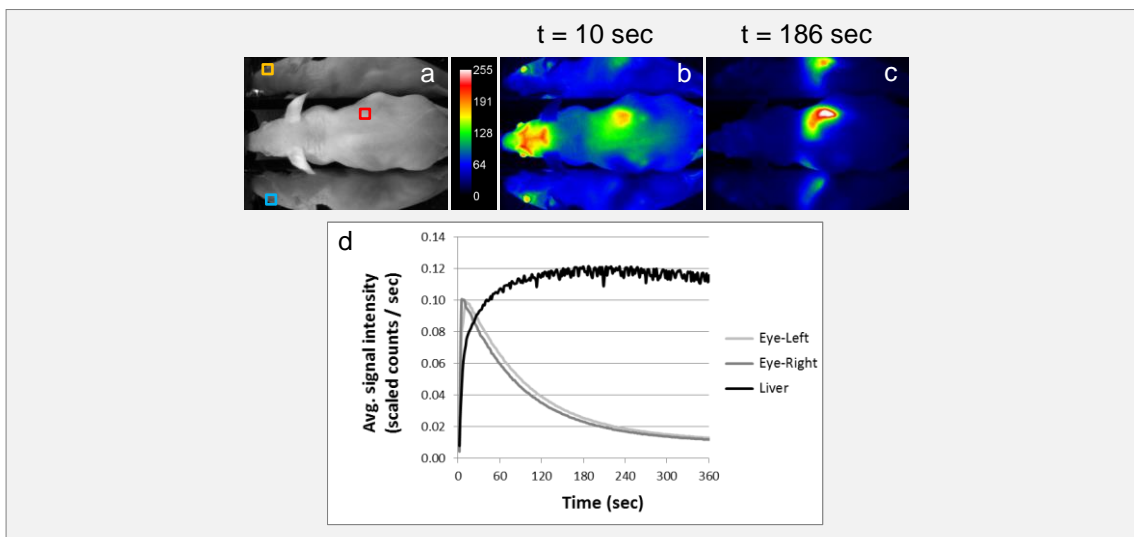 t = 10 sec
t = 186 sec
a
b
c
255
191
128
64
0
d
Avg. signal intensity
(scaled counts / sec)
0.14
0.12
0.10
0.08
0.06
0.04
0.02
0.00
0
60
120
180
240
300
360
Time (sec)
Eye-Left
Eye-Right
Liver